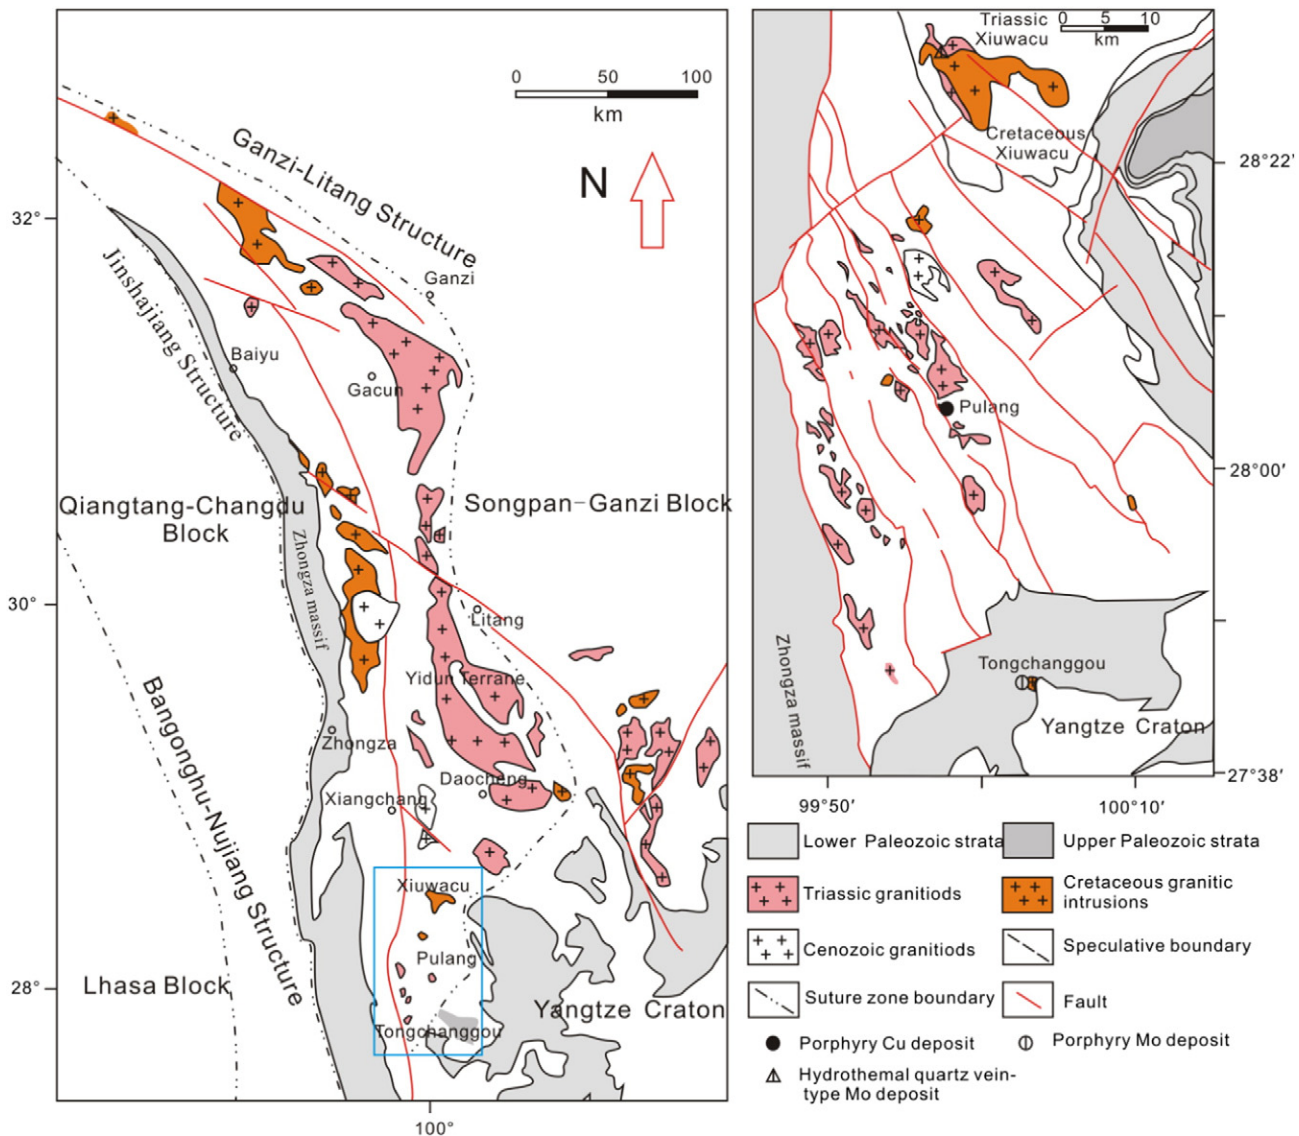 0 50 100
km
N
Ganzi-Litang Structure
32°
Jinshajiang Structure
Ganzi
Baiyu
Gacun
Qiangtang-Changdu
Block
Songpan-Ganzi Block
Zhongza massif
30°
Litang
Yidun Terrane
Bangonghu-Nujiang Structure
Zhongza
Daocheng
Xiangchang
Xiuwacu
Pulang
28°
Lhasa Block
Yangtze Craton
Tongchanggou
100°
Triassic
Xiuwacu
0 5 10
km
Cretaceous
Xiuwacu
28°22′
Pulang
28°00′
Zhongza massif
Tongchanggou
Yangtze Craton
27°38′
99°50′
100°10′
Lower Paleozoic strata
Upper Paleozoic strata
Triassic granitiods
Cretaceous granitic
intrusions
Cenozoic granitiods
Speculative boundary
Suture zone boundary
Fault
Porphyry Cu deposit
Porphyry Mo deposit
Hydrothemal quartz vein-
type Mo deposit